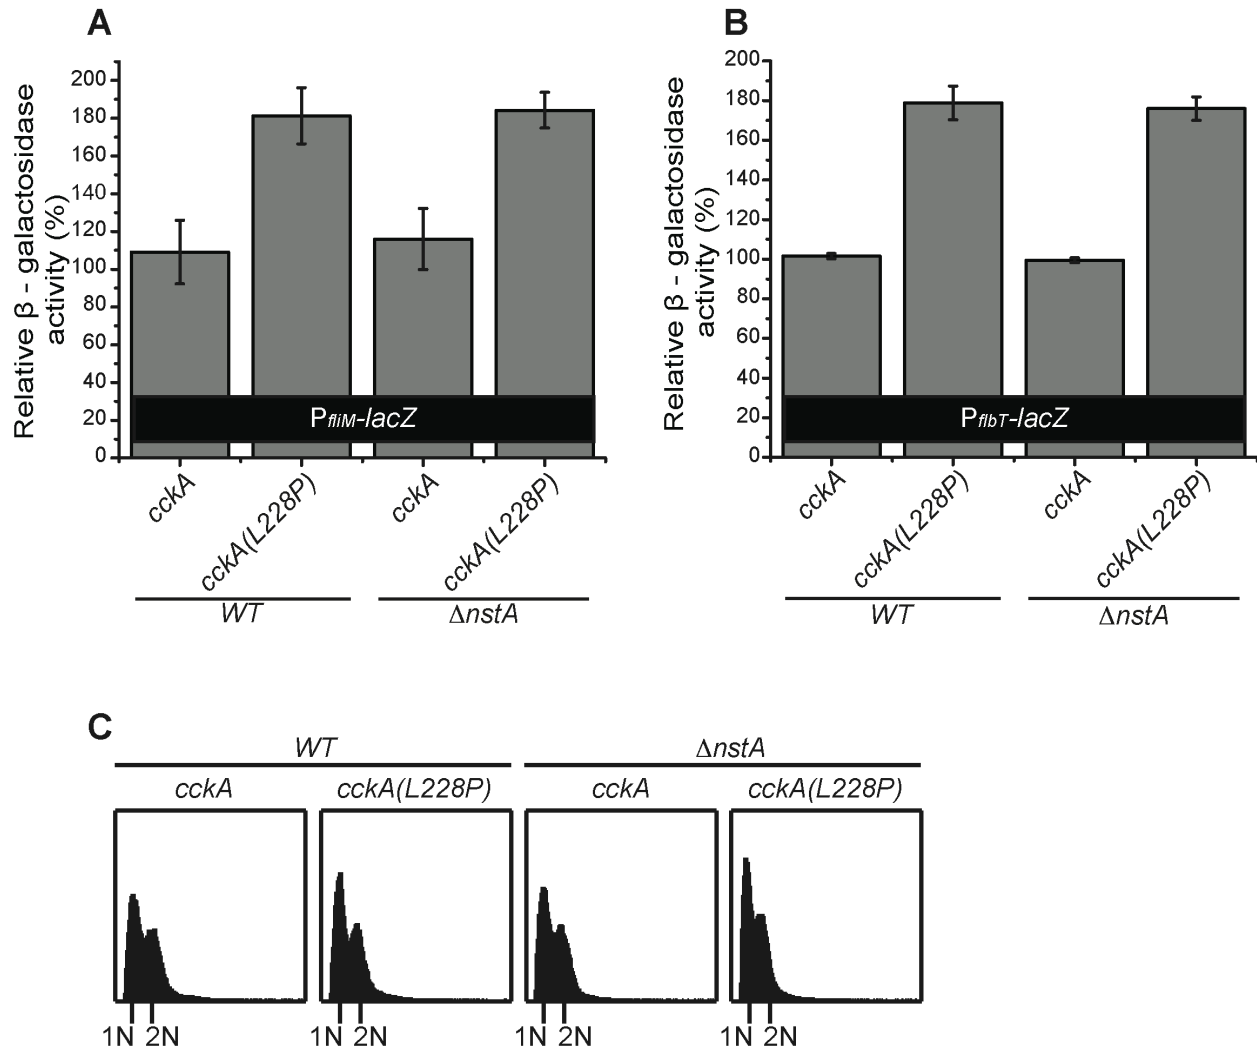 A
Relative β - galactosidase
activity (%)
200
180
160
140
120
100
80
60
40
20
0
PfliM-lacZ
cckA
cckA(L228P)
cckA
cckA(L228P)
WT
ΔnstA
B
Relative β - galactosidase
activity (%)
200
180
160
140
120
100
80
60
40
20
0
PflbT-lacZ
cckA
cckA(L228P)
cckA
cckA(L228P)
WT
ΔnstA
C
WT ΔnstA
cckA cckA(L228P) cckA cckA(L228P)
1N 2N 1N 2N 1N 2N 1N 2N